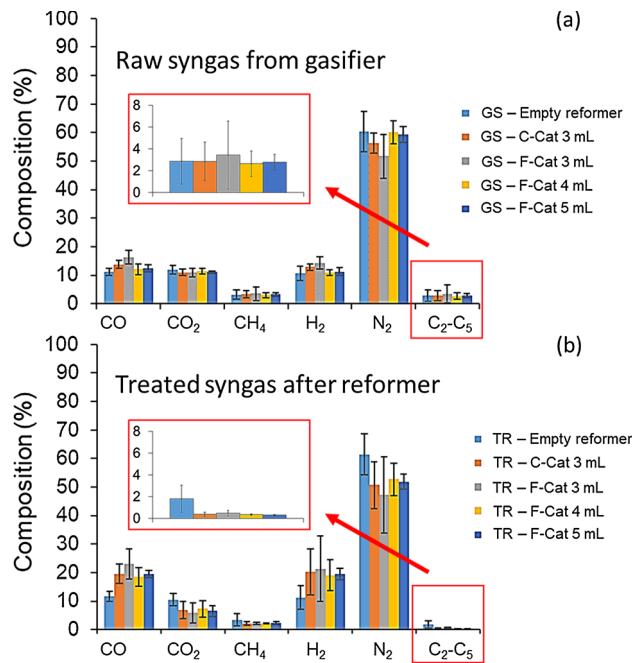 (a)
Raw syngas from gasifier
Composition (%)
100
90
80
70
60
50
40
30
20
10
0
8
6
4
2
0
GS – Empty reformer
GS – C-Cat 3 mL
GS – F-Cat 3 mL
GS – F-Cat 4 mL
GS – F-Cat 5 mL
CO CO₂ CH₄ H₂ N₂ C₂-C₅
(b)
Treated syngas after reformer
Composition (%)
100
90
80
70
60
50
40
30
20
10
0
8
6
4
2
0
TR – Empty reformer
TR – C-Cat 3 mL
TR – F-Cat 3 mL
TR – F-Cat 4 mL
TR – F-Cat 5 mL
CO CO₂ CH₄ H₂ N₂ C₂-C₅